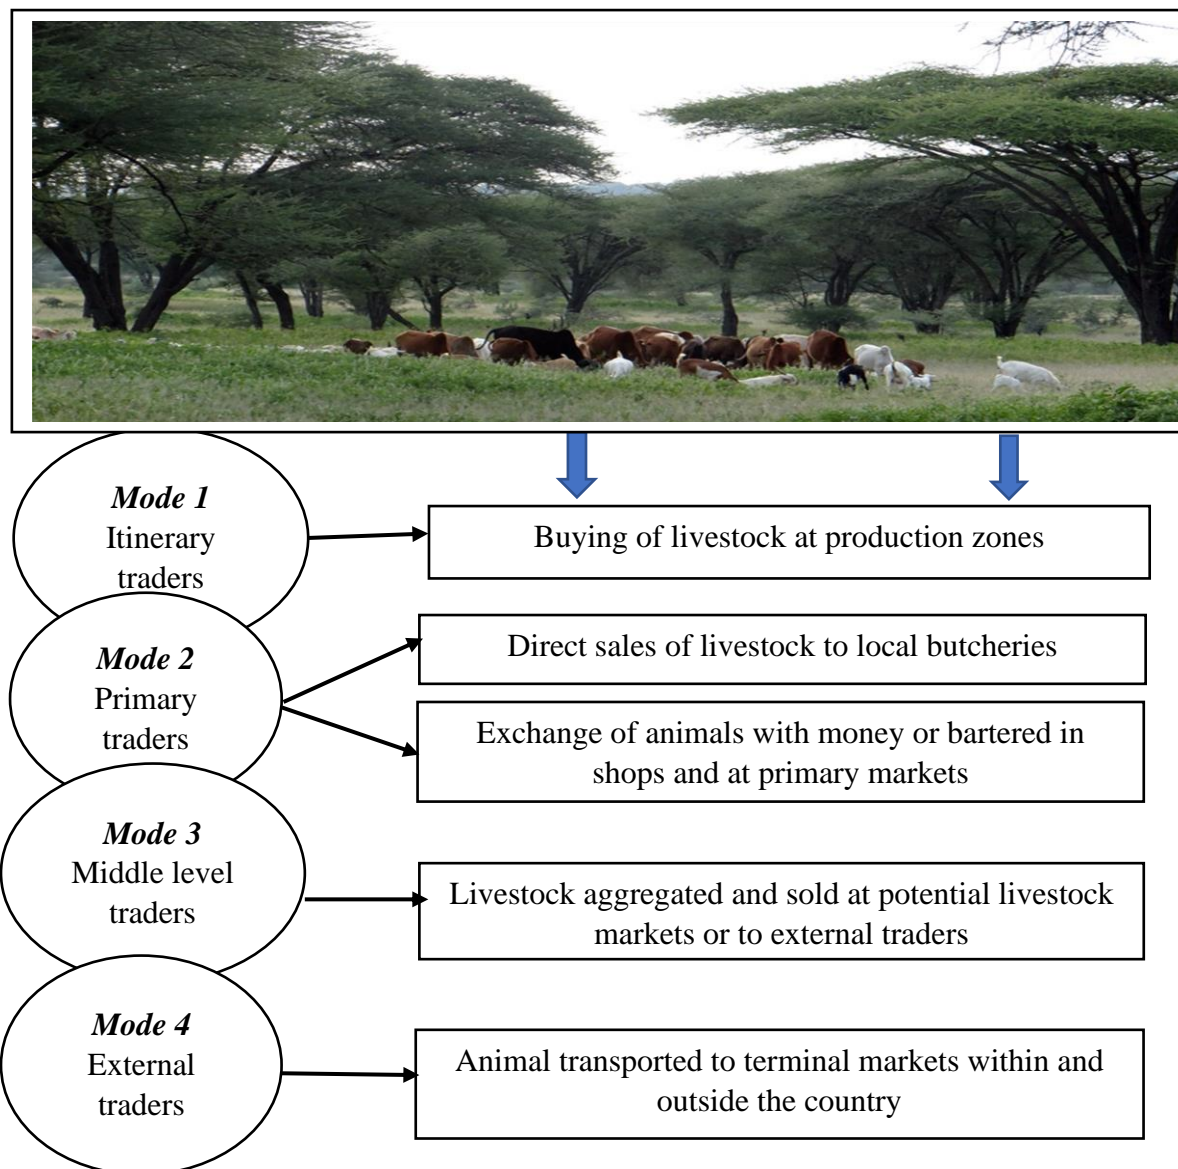 Mode 1
Itinerary
traders
Buying of livestock at production zones
Mode 2
Primary
traders
Direct sales of livestock to local butcheries
Exchange of animals with money or bartered in
shops and at primary markets
Mode 3
Middle level
traders
Livestock aggregated and sold at potential livestock
markets or to external traders
Mode 4
External
traders
Animal transported to terminal markets within and
outside the country